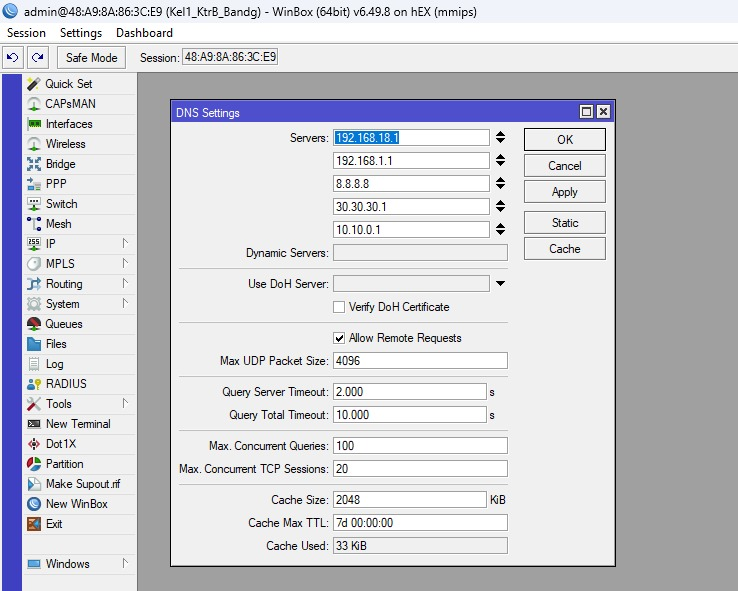 admin@48:A9:8A:86:3C:E9 (Kel1_KtrB_Bandg) - WinBox (64bit) v6.49.8 on hEX (mmips)
Session Settings Dashboard
Safe Mode Session: 48:A9:8A:86:3C:E9
Quick Set
CAPsMAN
Interfaces
Wireless
Bridge
PPP
Switch
Mesh
IP
MPLS
Routing
System
Queues
Files
Log
RADIUS
Tools
New Terminal
Dot1X
Partition
Make Supout.rif
New WinBox
Exit
Windows
DNS Settings
Servers: 192.168.18.1
192.168.1.1
8.8.8.8
30.30.30.1
10.10.0.1
Dynamic Servers:
Use DoH Server:
Verify DoH Certificate
Allow Remote Requests
Max UDP Packet Size: 4096
Query Server Timeout: 2.000 s
Query Total Timeout: 10.000 s
Max. Concurrent Queries: 100
Max. Concurrent TCP Sessions: 20
Cache Size: 2048 KiB
Cache Max TTL: 7d 00:00:00
Cache Used: 33 KiB
OK
Cancel
Apply
Static
Cache